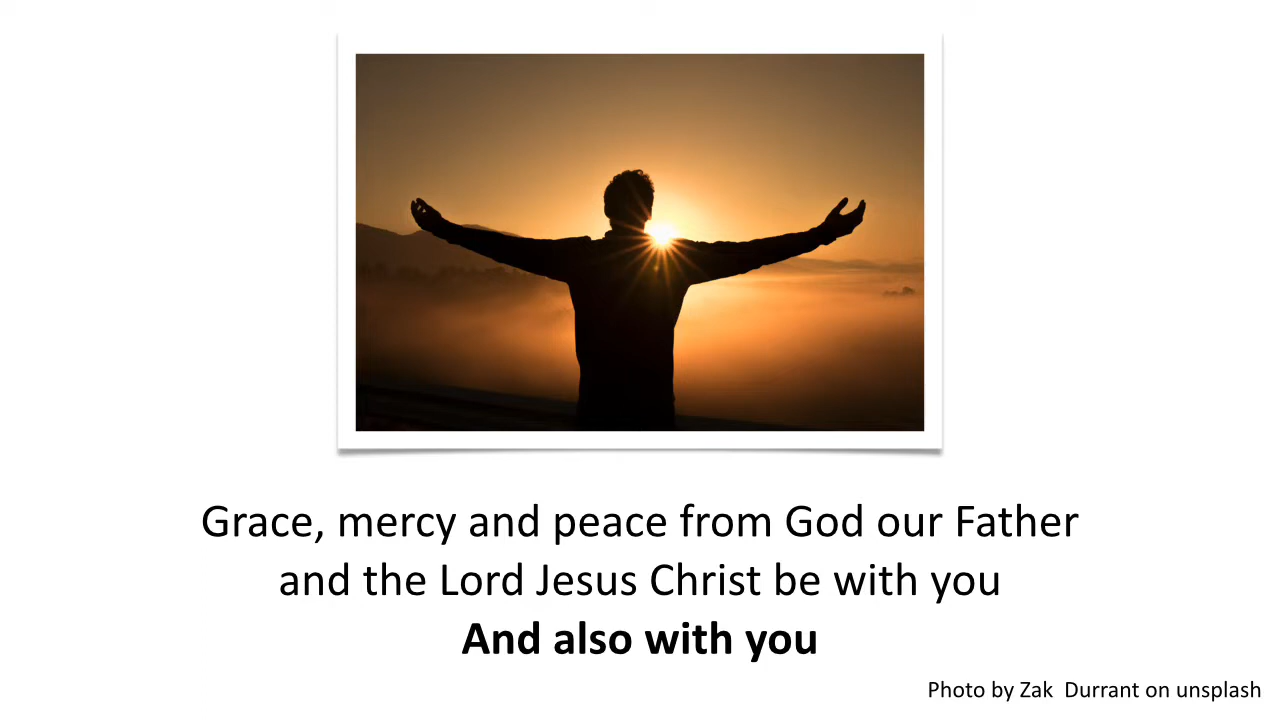 Grace, mercy and peace from God our Father
and the Lord Jesus Christ be with you
And also with you
Photo by Zak  Durrant on unsplash